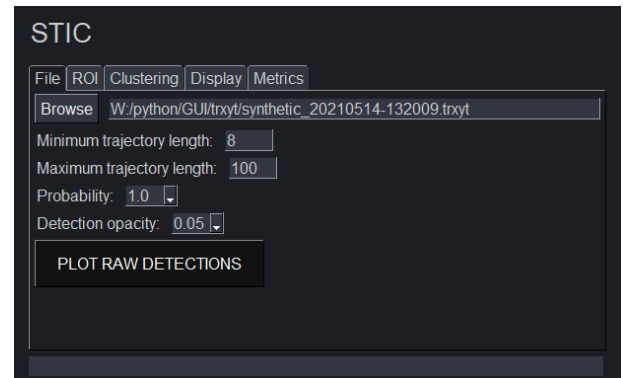 STIC
File ROI Clustering Display Metrics
Browse W:/python/GUI/trxyt/synthetic_20210514-132009.trxyt
Minimum trajectory length: 8
Maximum trajectory length: 100
Probability: 1.0
Detection opacity: 0.05
PLOT RAW DETECTIONS